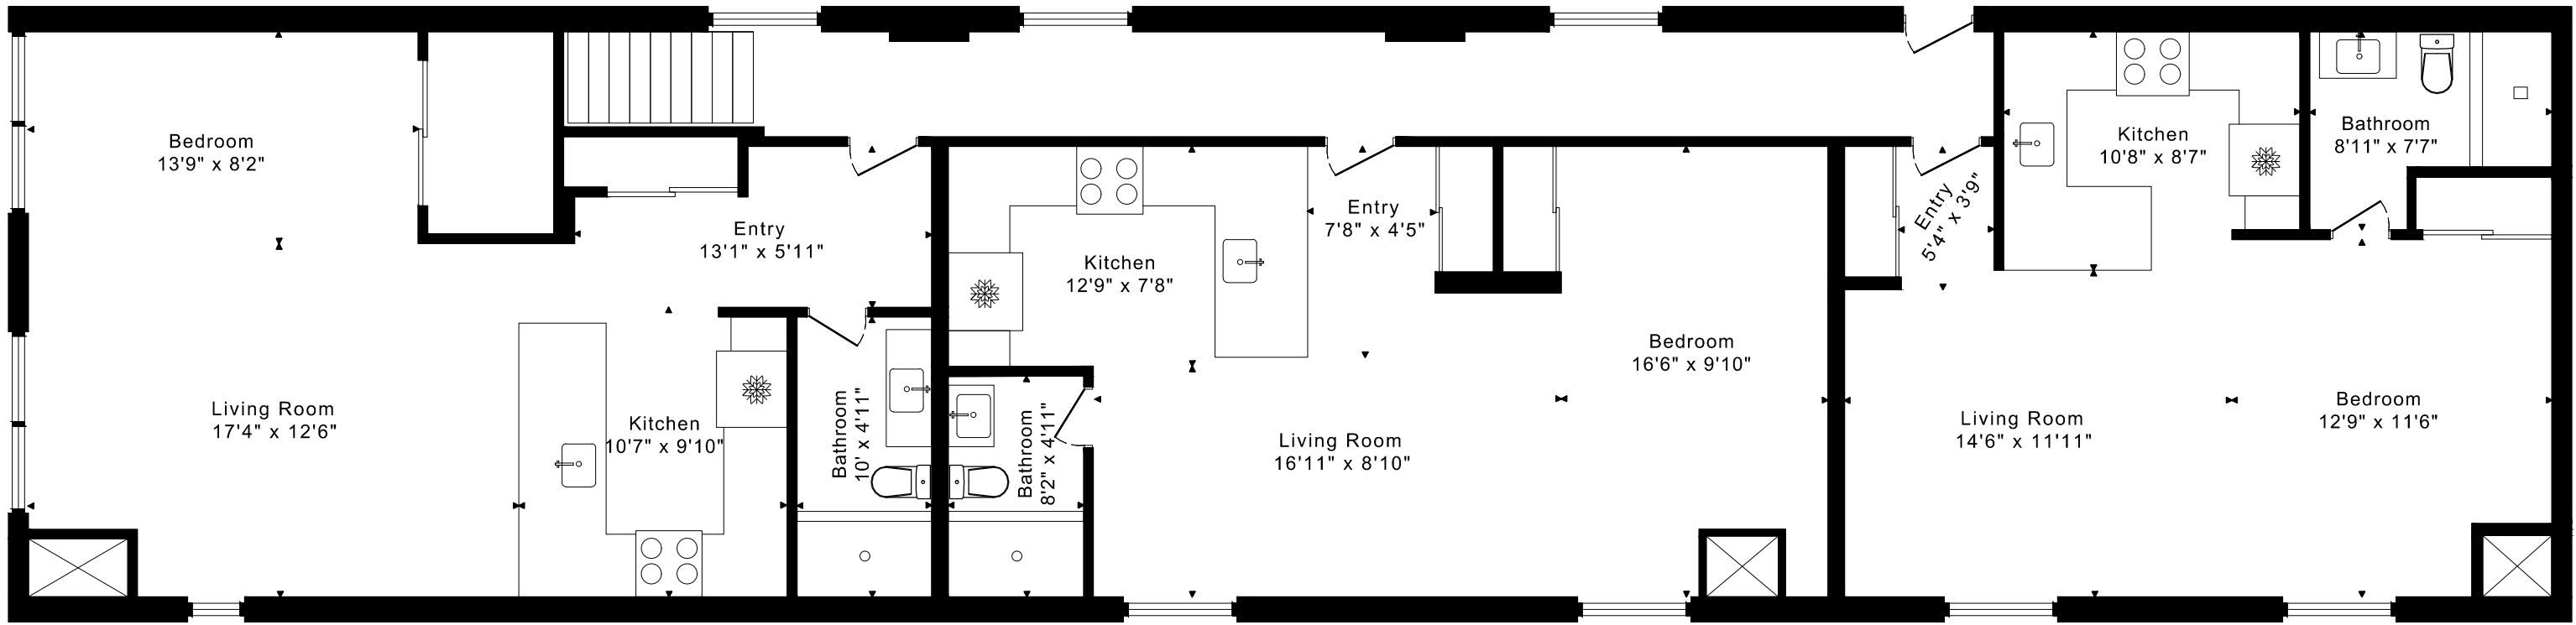 Bedroom
13'9" x 8'2"
Entry
13'1" x 5'11"
Living Room
17'4" x 12'6"
Kitchen
10'7" x 9'10"
Bathroom
10' x 4'11"
Kitchen
12'9" x 7'8"
Entry
7'8" x 4'5"
Bathroom
8'2" x 4'11"
Living Room
16'11" x 8'10"
Bedroom
16'6" x 9'10"
Entry
5'4" x 3'9"
Kitchen
10'8" x 8'7"
Bathroom
8'11" x 7'7"
Living Room
14'6" x 11'11"
Bedroom
12'9" x 11'6"